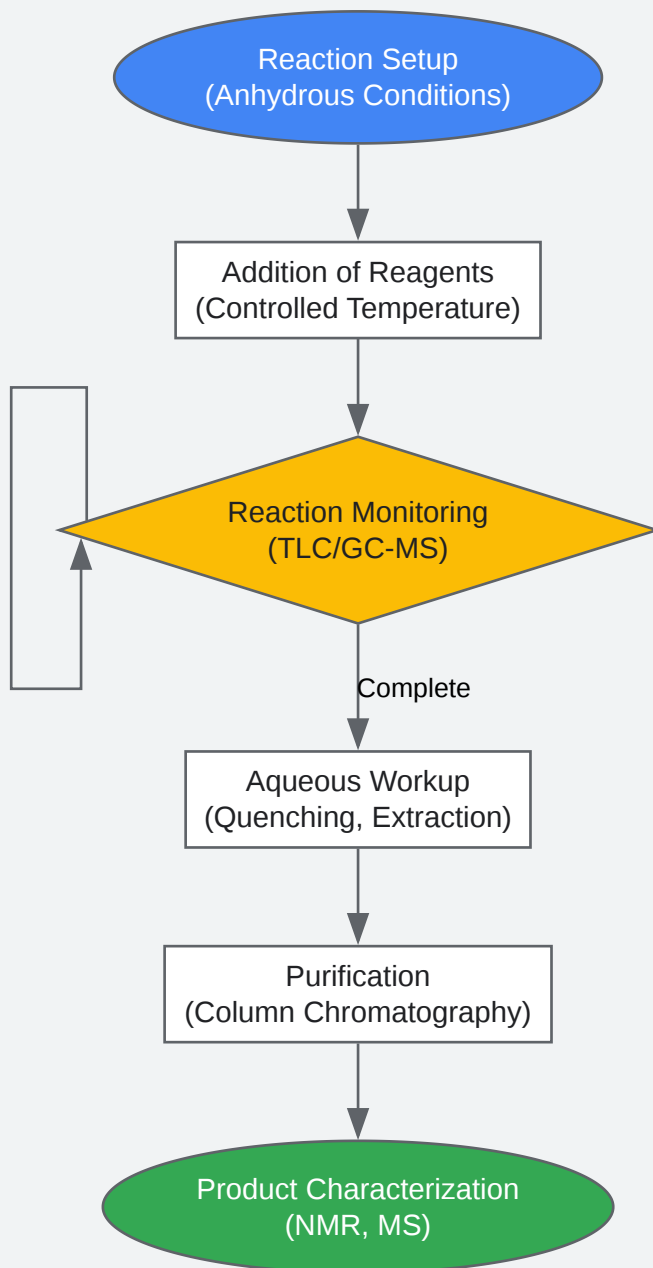 Reaction Setup
(Anhydrous Conditions)
Addition of Reagents
(Controlled Temperature)
Reaction Monitoring
(TLC/GC-MS)
Complete
Aqueous Workup
(Quenching, Extraction)
Purification
(Column Chromatography)
Product Characterization
(NMR, MS)